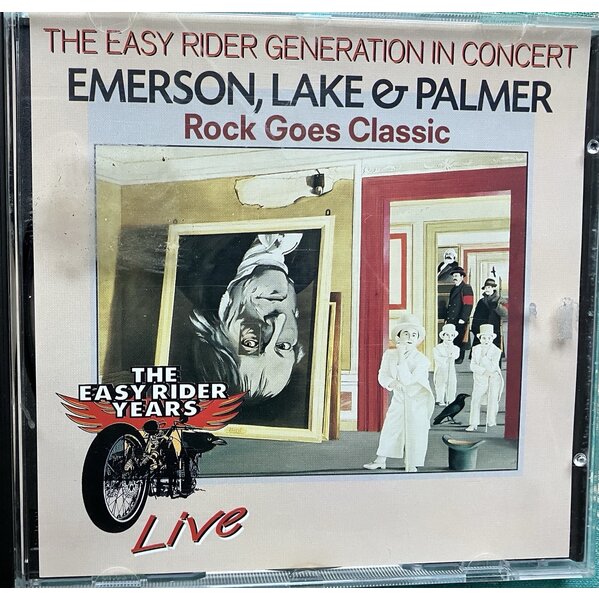 THE EASY RIDER GENERATION IN CONCERT
EMERSON, LAKE & PALMER
Rock Goes Classic
THE
EASY RIDER
YEARS
Live